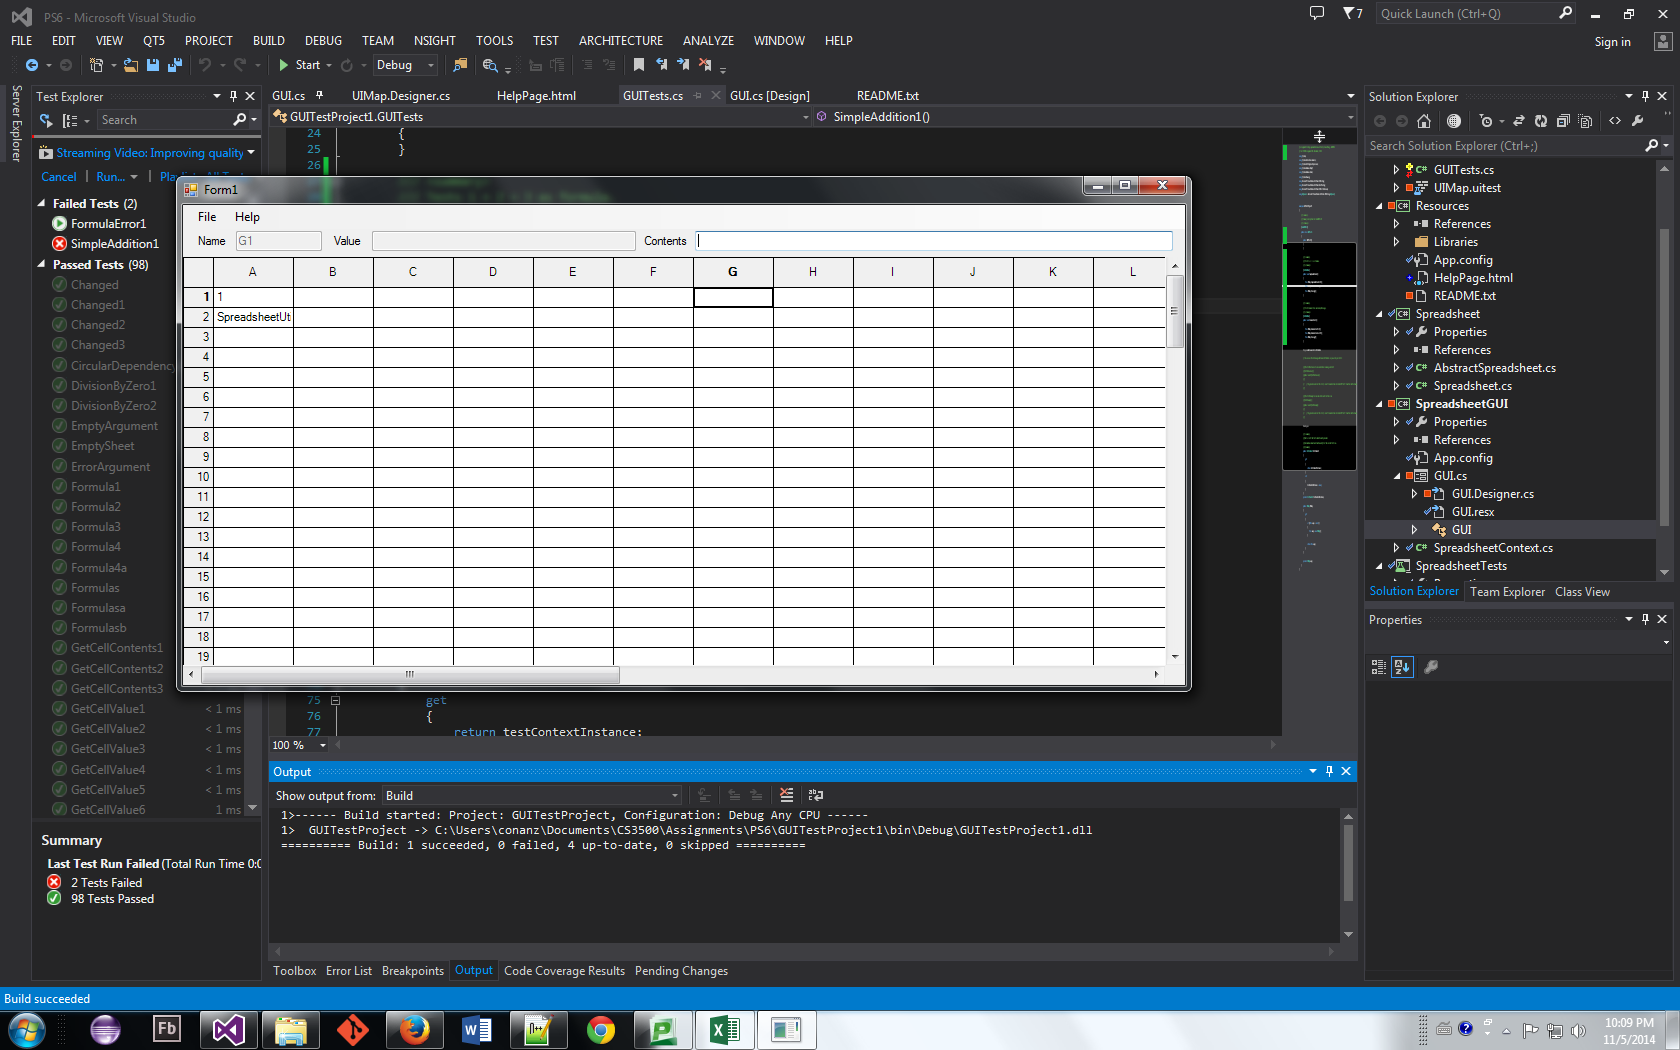 PS6 - Microsoft Visual Studio
7
Quick Launch (Ctrl+Q)
FILE EDIT VIEW QT5 PROJECT BUILD DEBUG TEAM NSIGHT TOOLS TEST ARCHITECTURE ANALYZE WINDOW HELP
Sign in
Start
Debug
Server Explorer
Test Explorer
Search
Streaming Video: Improving quality
Cancel | Run... |
Failed Tests (2)
FormulaError1
SimpleAddition1
Passed Tests (98)
Changed
Changed1
Changed2
Changed3
CircularDependency
DivisionByZero1
DivisionByZero2
EmptyArgument
EmptySheet
ErrorArgument
Formula1
Formula2
Formula3
Formula4
Formula4a
Formulas
Formulasa
Formulasb
GetCellContents1
GetCellContents2
GetCellContents3
GetCellValue1 < 1 ms
GetCellValue2 < 1 ms
GetCellValue3 < 1 ms
GetCellValue4 < 1 ms
GetCellValue5 < 1 ms
GetCellValue6 1 ms
Summary
Last Test Run Failed (Total Run Time 0:0
2 Tests Failed
98 Tests Passed
GUI.cs UIMap.Designer.cs HelpPage.html GUITests.cs GUI.cs [Design] README.txt
GUITestProject1.GUITests SimpleAddition1()
24 {
25 }
26
Form1
File Help
Name G1 Value Contents
A B C D E F G H I J K L
1 1
2 SpreadsheetUt
3
4
5
6
7
8
9
10
11
12
13
14
15
16
17
18
19
75 get
76 {
77 return testContextInstance;
100 %
Output
Show output from: Build
1>------ Build started: Project: GUITestProject, Configuration: Debug Any CPU ------
1> GUITestProject -> C:\Users\conanz\Documents\CS3500\Assignments\PS6\GUITestProject1\bin\Debug\GUITestProject1.dll
========== Build: 1 succeeded, 0 failed, 4 up-to-date, 0 skipped ==========
Toolbox Error List Breakpoints Output Code Coverage Results Pending Changes
Solution Explorer
Search Solution Explorer (Ctrl+;)
GUITests.cs
UIMap.uitest
Resources
References
Libraries
App.config
HelpPage.html
README.txt
Spreadsheet
Properties
References
AbstractSpreadsheet.cs
Spreadsheet.cs
SpreadsheetGUI
Properties
References
App.config
GUI.cs
GUI.Designer.cs
GUI.resx
GUI
SpreadsheetContext.cs
SpreadsheetTests
Solution Explorer Team Explorer Class View
Properties
Build succeeded
Fb
10:09 PM
11/5/2014